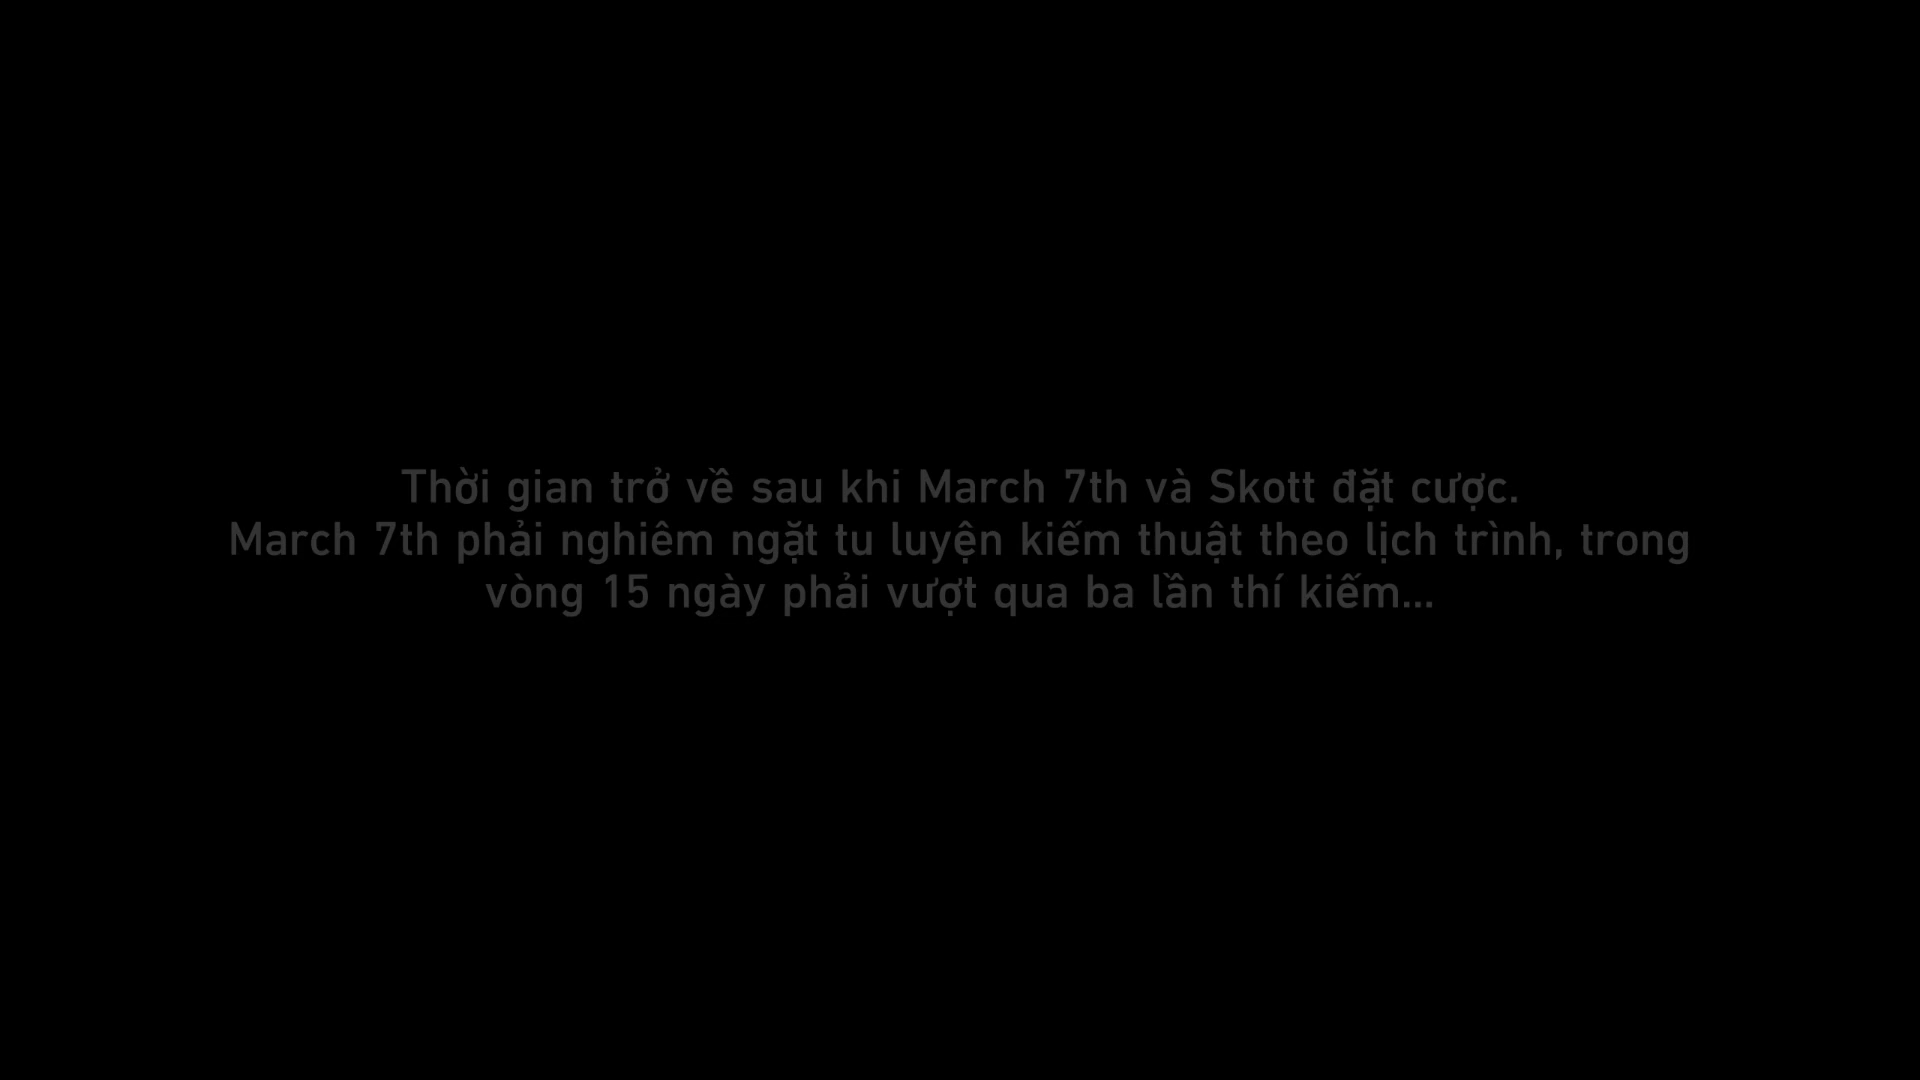 Thời gian trở về sau khi March 7th và Skott đặt cược.
March 7th phải nghiêm ngặt tu luyện kiếm thuật theo lịch trình, trong
vòng 15 ngày phải vượt qua ba lần thí kiếm...